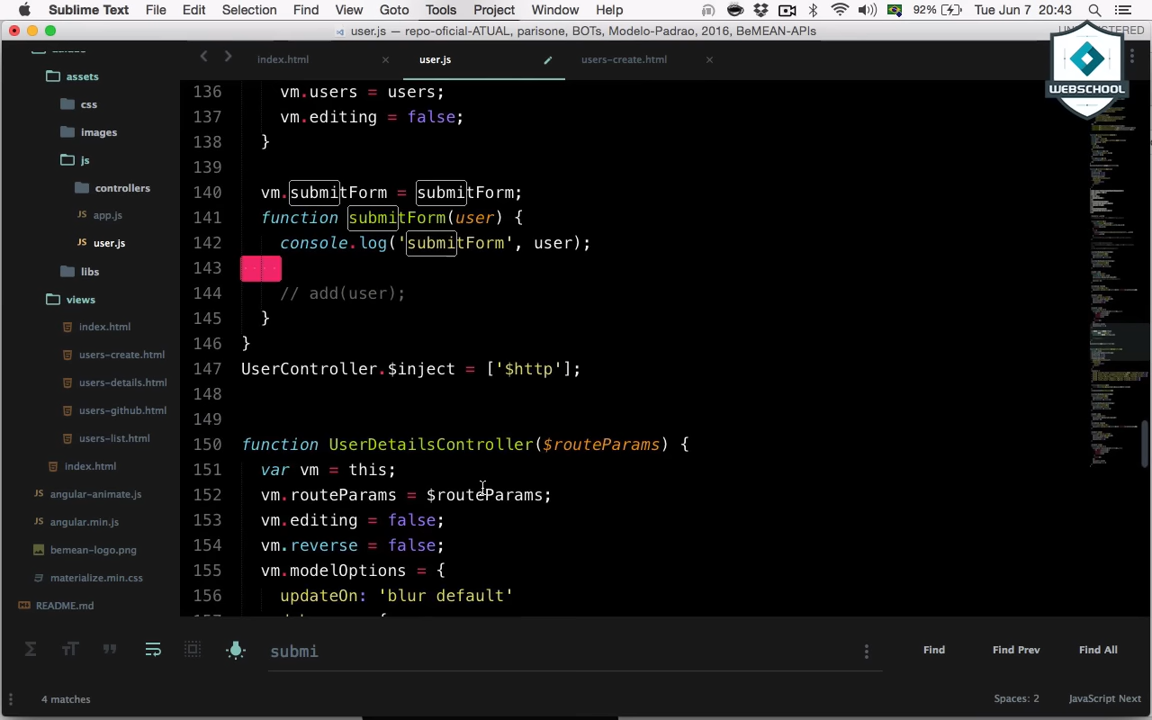 Sublime Text File Edit Selection Find View Goto Tools Project Window Help 92% Tue Jun 7 20:43
user.js — repo-oficial-ATUAL, parisone, BOTs, Modelo-Padrao, 2016, BeMEAN-APIs
WEBSCHOOL
index.html × user.js users-create.html ×
assets
css
images
js
controllers
app.js
JS user.js
libs
views
index.html
users-create.html
users-details.html
users-github.html
users-list.html
index.html
JS angular-animate.js
JS angular.min.js
bemean-logo.png
materialize.min.css
README.md
136 vm.users = users;
137 vm.editing = false;
138 }
139
140 vm.submitForm = submitForm;
141 function submitForm(user) {
142 console.log('submitForm', user);
143
144 // add(user);
145 }
146 }
147 UserController.$inject = ['$http'];
148
149
150 function UserDetailsController($routeParams) {
151 var vm = this;
152 vm.routeParams = $routeParams;
153 vm.editing = false;
154 vm.reverse = false;
155 vm.modelOptions = {
156 updateOn: 'blur default'
submi
Find Find Prev Find All
4 matches
Spaces: 2 JavaScript Next